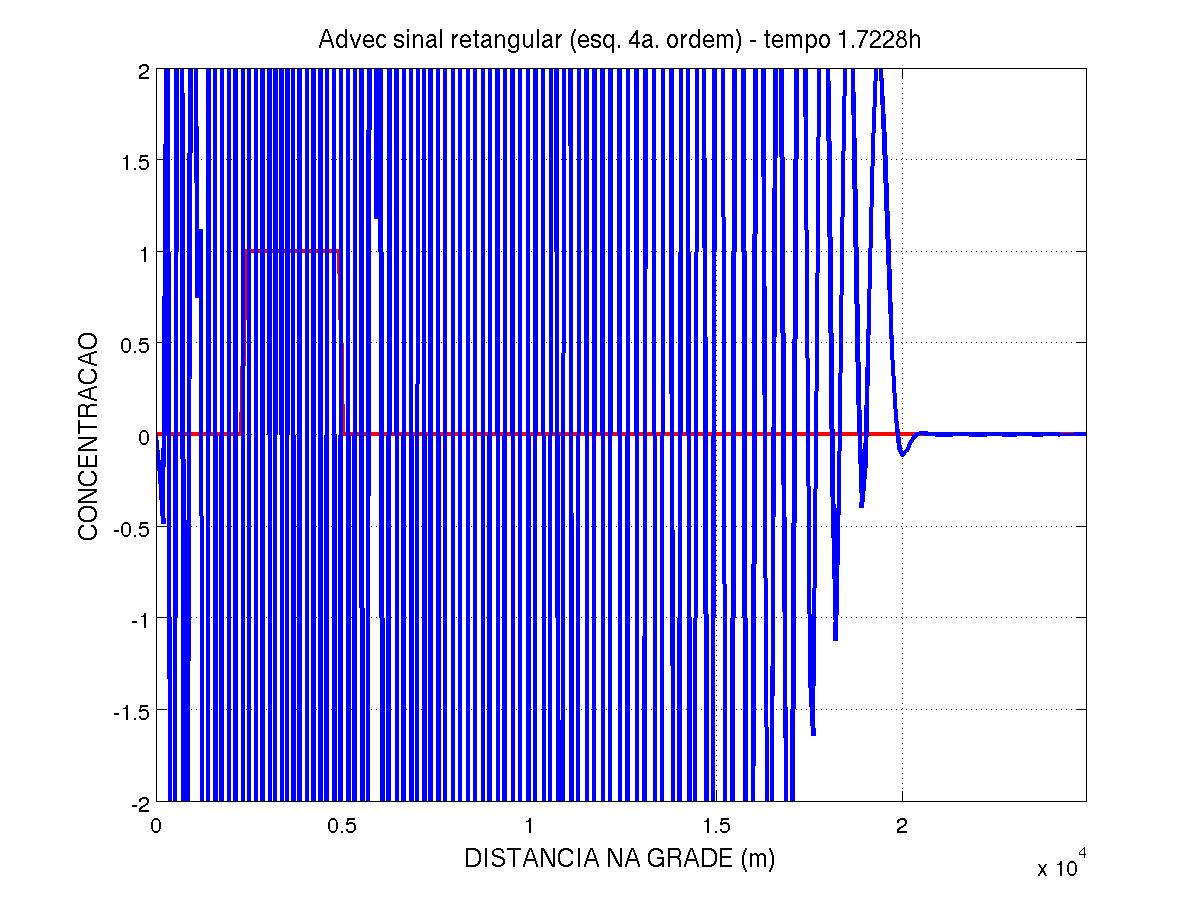 Advec sinal retangular (esq. 4a. ordem) - tempo 1.7228h
2
1.5
1
0.5
0
-0.5
-1
-1.5
-2
CONCENTRACAO
0 0.5 1 1.5 2
DISTANCIA NA GRADE (m)
x 10^4